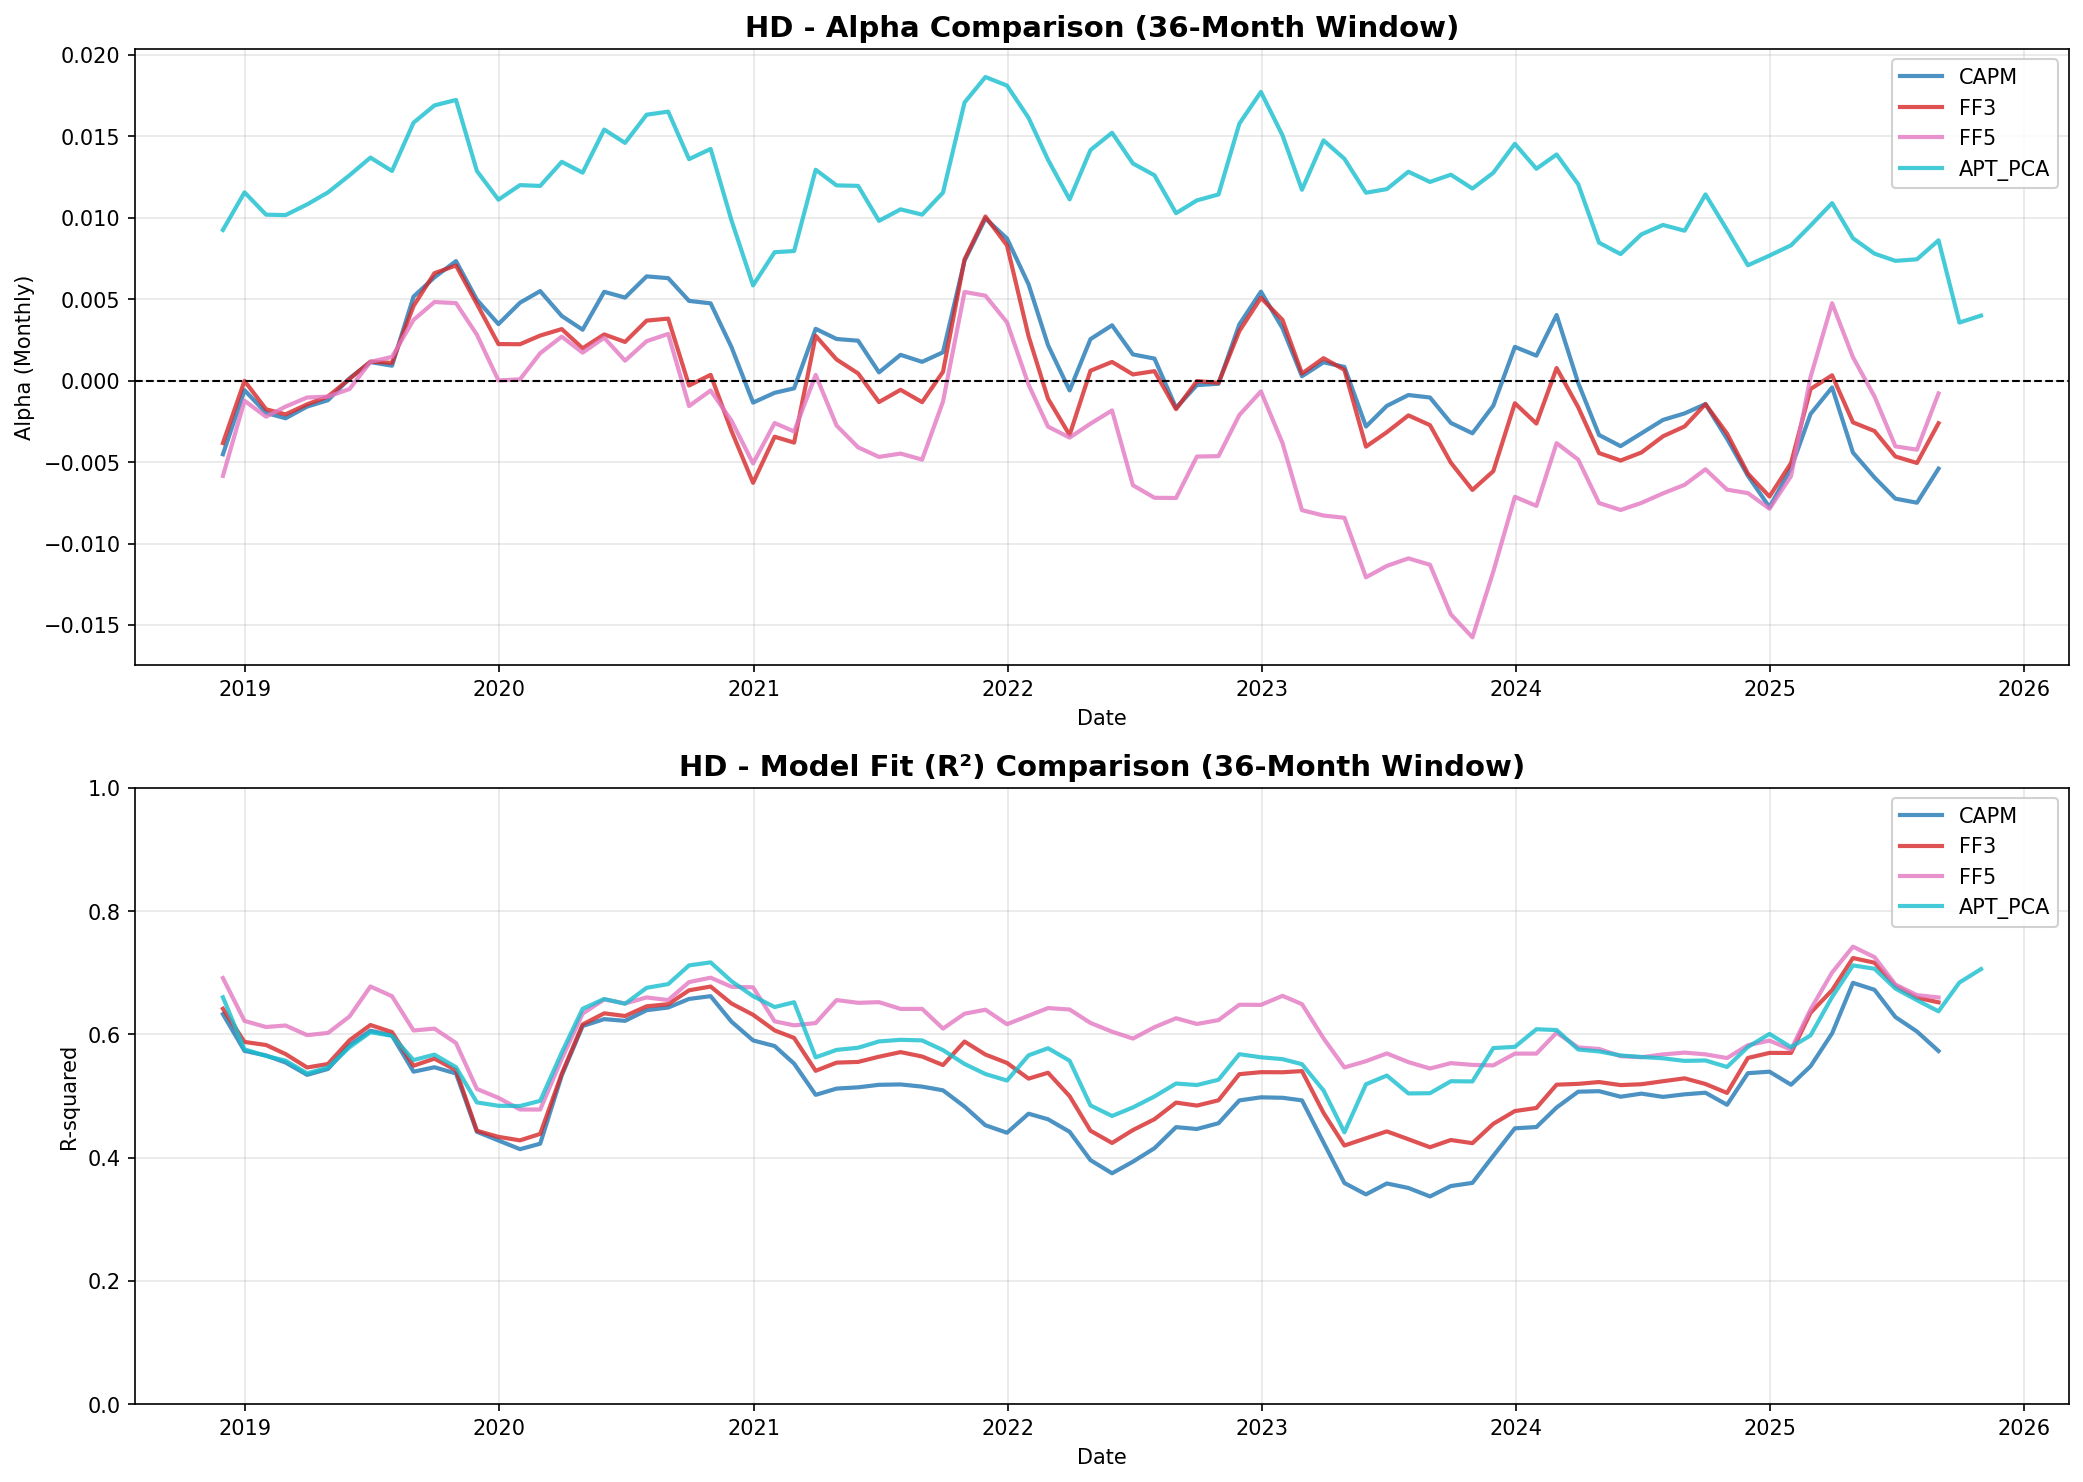 HD - Alpha Comparison (36-Month Window)
0.020
0.015
0.010
0.005
0.000
−0.005
−0.010
−0.015
Alpha (Monthly)
CAPM
FF3
FF5
APT_PCA
2019 2020 2021 2022 2023 2024 2025 2026
Date
HD - Model Fit (R²) Comparison (36-Month Window)
1.0
0.8
0.6
0.4
0.2
0.0
R-squared
CAPM
FF3
FF5
APT_PCA
2019 2020 2021 2022 2023 2024 2025 2026
Date